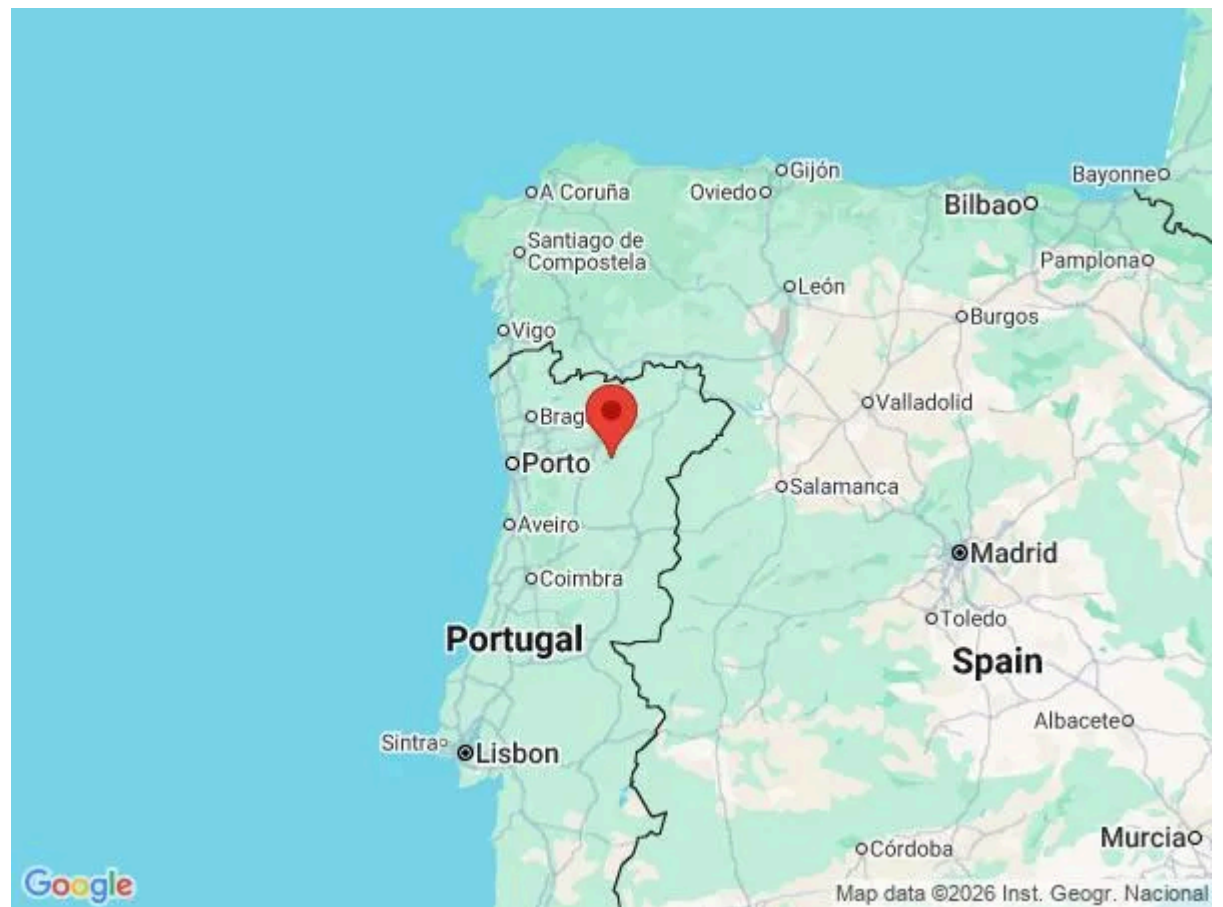 Gijón
Bayonne
A Coruña
Oviedo
Bilbao
Santiago de
Compostela
Pamplona
León
Burgos
Vigo
Valladolid
Brag
Porto
Salamanca
Aveiro
Madrid
Coimbra
Toledo
Portugal
Spain
Albacete
Sintra
Lisbon
Murcia
Córdoba
Google
Map data ©2026 Inst. Geogr. Nacional